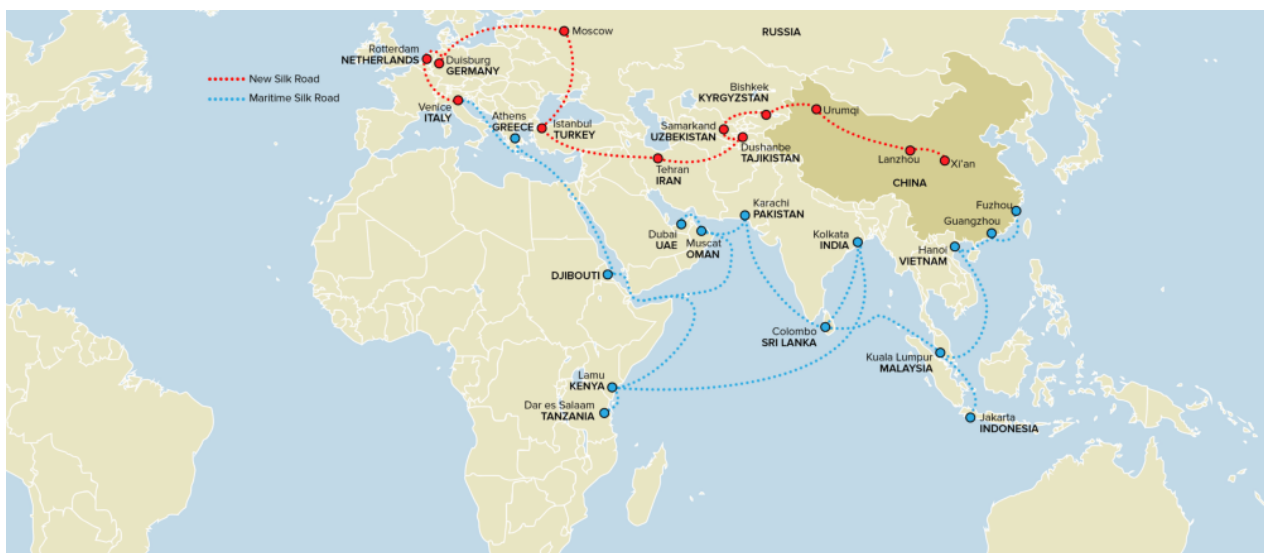 Moscow
RUSSIA
Rotterdam
NETHERLANDS
Duisburg
GERMANY
New Silk Road
Maritime Silk Road
Venice
ITALY
Athens
GREECE
Istanbul
TURKEY
Bishkek
KYRGYZSTAN
Urumqi
Samarkand
UZBEKISTAN
Dushanbe
TAJIKISTAN
Tehran
IRAN
Lanzhou
Xi'an
CHINA
Karachi
PAKISTAN
Fuzhou
Guangzhou
Dubai
UAE
Muscat
OMAN
Kolkata
INDIA
Hanoi
VIETNAM
DJIBOUTI
Colombo
SRI LANKA
Kuala Lumpur
MALAYSIA
Lamu
KENYA
Dar es Salaam
TANZANIA
Jakarta
INDONESIA